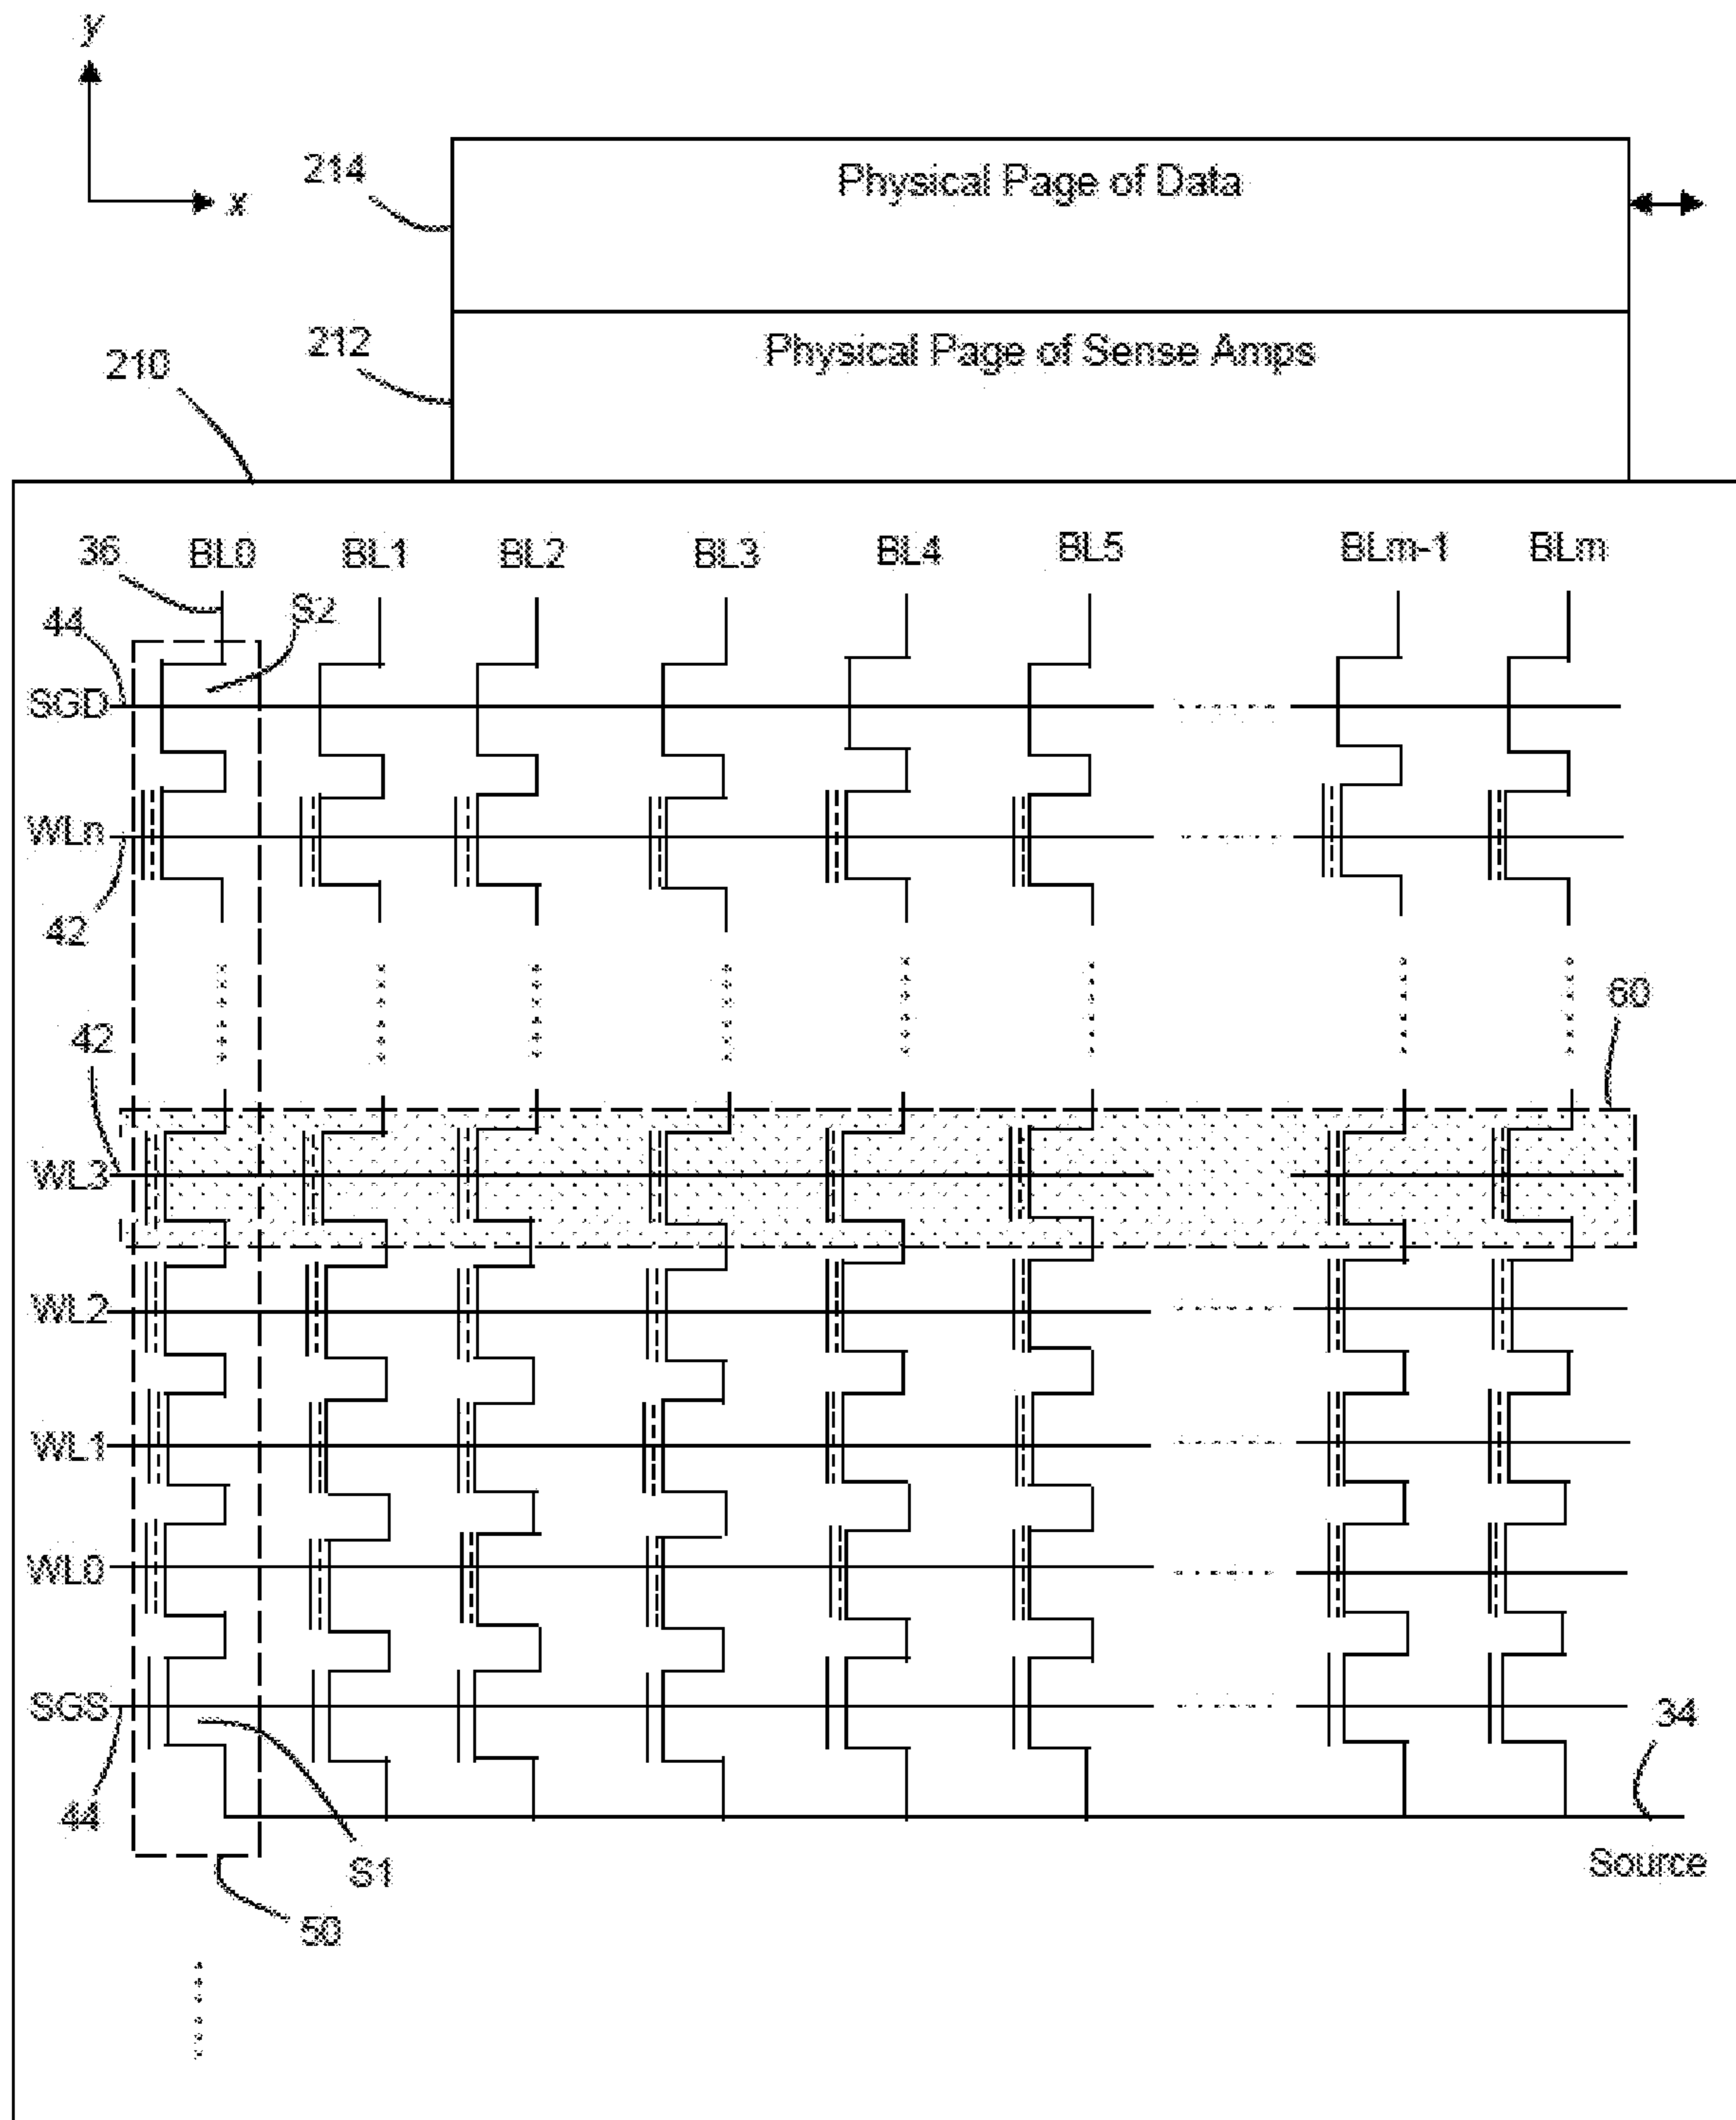 y
x
214
Physical Page of Data
212
Physical Page of Sense Amps
210
36
BL0
BL1
BL2
BL3
BL4
BL5
BLm-1
BLm
S2
44
SGD
WLn
42
60
42
WL3
WL2
WL1
WL0
SGS
34
44
S1
Source
50